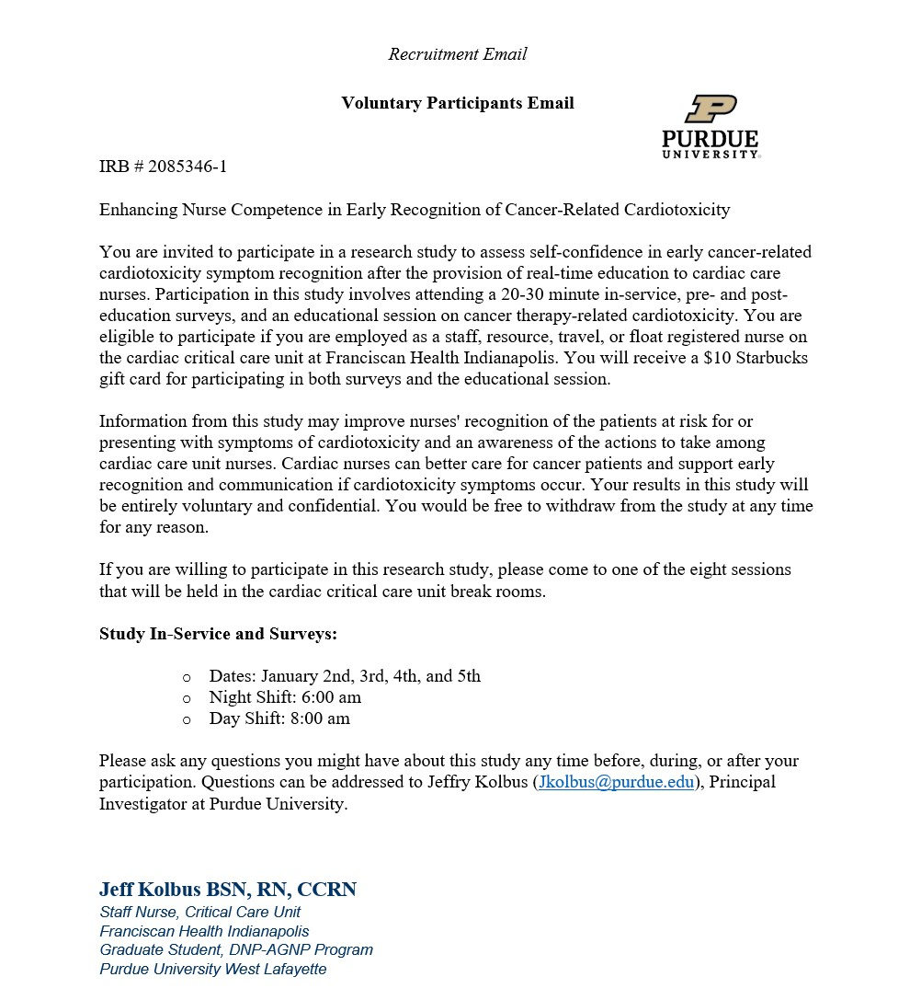 Recruitment Email
Voluntary Participants Email
PURDUE
UNIVERSITY®
IRB # 2085346-1
Enhancing Nurse Competence in Early Recognition of Cancer-Related Cardiotoxicity
You are invited to participate in a research study to assess self-confidence in early cancer-related
cardiotoxicity symptom recognition after the provision of real-time education to cardiac care
nurses. Participation in this study involves attending a 20-30 minute in-service, pre- and post-
education surveys, and an educational session on cancer therapy-related cardiotoxicity. You are
eligible to participate if you are employed as a staff, resource, travel, or float registered nurse on
the cardiac critical care unit at Franciscan Health Indianapolis. You will receive a $10 Starbucks
gift card for participating in both surveys and the educational session.
Information from this study may improve nurses' recognition of the patients at risk for or
presenting with symptoms of cardiotoxicity and an awareness of the actions to take among
cardiac care unit nurses. Cardiac nurses can better care for cancer patients and support early
recognition and communication if cardiotoxicity symptoms occur. Your results in this study will
be entirely voluntary and confidential. You would be free to withdraw from the study at any time
for any reason.
If you are willing to participate in this research study, please come to one of the eight sessions
that will be held in the cardiac critical care unit break rooms.
Study In-Service and Surveys:
o Dates: January 2nd, 3rd, 4th, and 5th
o Night Shift: 6:00 am
o Day Shift: 8:00 am
Please ask any questions you might have about this study any time before, during, or after your
participation. Questions can be addressed to Jeffry Kolbus (Jkolbus@purdue.edu), Principal
Investigator at Purdue University.
Jeff Kolbus BSN, RN, CCRN
Staff Nurse, Critical Care Unit
Franciscan Health Indianapolis
Graduate Student, DNP-AGNP Program
Purdue University West Lafayette